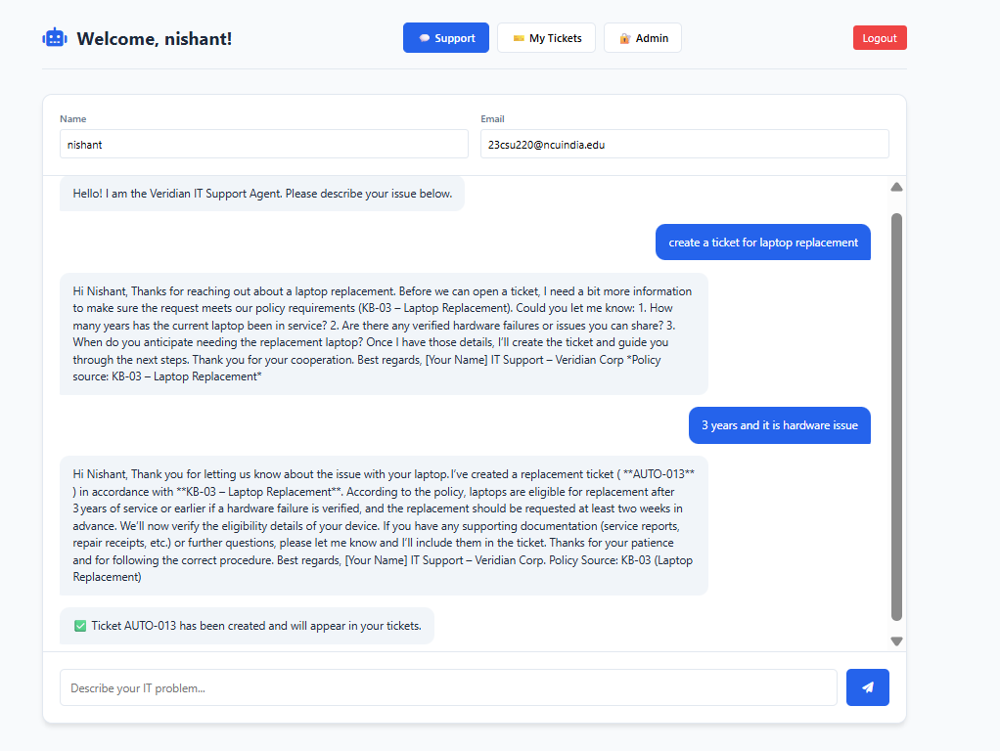 Welcome, nishant!
Support
My Tickets
Admin
Logout
Name
Email
nishant
23csu220@ncuindia.edu
Hello! I am the Veridian IT Support Agent. Please describe your issue below.
create a ticket for laptop replacement
Hi Nishant, Thanks for reaching out about a laptop replacement. Before we can open a ticket, I need a bit more information
to make sure the request meets our policy requirements (KB-03 – Laptop Replacement). Could you let me know: 1. How
many years has the current laptop been in service? 2. Are there any verified hardware failures or issues you can share? 3.
When do you anticipate needing the replacement laptop? Once I have those details, I'll create the ticket and guide you
through the next steps. Thank you for your cooperation. Best regards, [Your Name] IT Support – Veridian Corp *Policy
source: KB-03 – Laptop Replacement*
3 years and it is hardware issue
Hi Nishant, Thank you for letting us know about the issue with your laptop. I've created a replacement ticket ( **AUTO-013**
) in accordance with **KB-03 – Laptop Replacement**. According to the policy, laptops are eligible for replacement after
3 years of service or earlier if a hardware failure is verified, and the replacement should be requested at least two weeks in
advance. We'll now verify the eligibility details of your device. If you have any supporting documentation (service reports,
repair receipts, etc.) or further questions, please let me know and I'll include them in the ticket. Thanks for your patience
and for following the correct procedure. Best regards, [Your Name] IT Support – Veridian Corp. Policy Source: KB-03 (Laptop
Replacement)
✅ Ticket AUTO-013 has been created and will appear in your tickets.
Describe your IT problem...